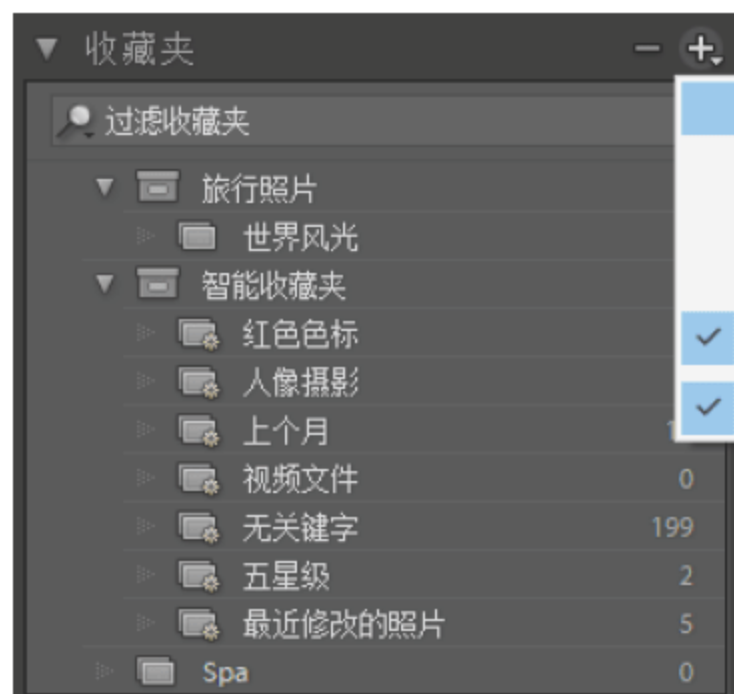 收藏夹
过滤收藏夹
旅行照片
世界风光
智能收藏夹
红色色标
人像摄影
上个月
视频文件 0
无关键字 199
五星级 2
最近修改的照片 5
Spa 0